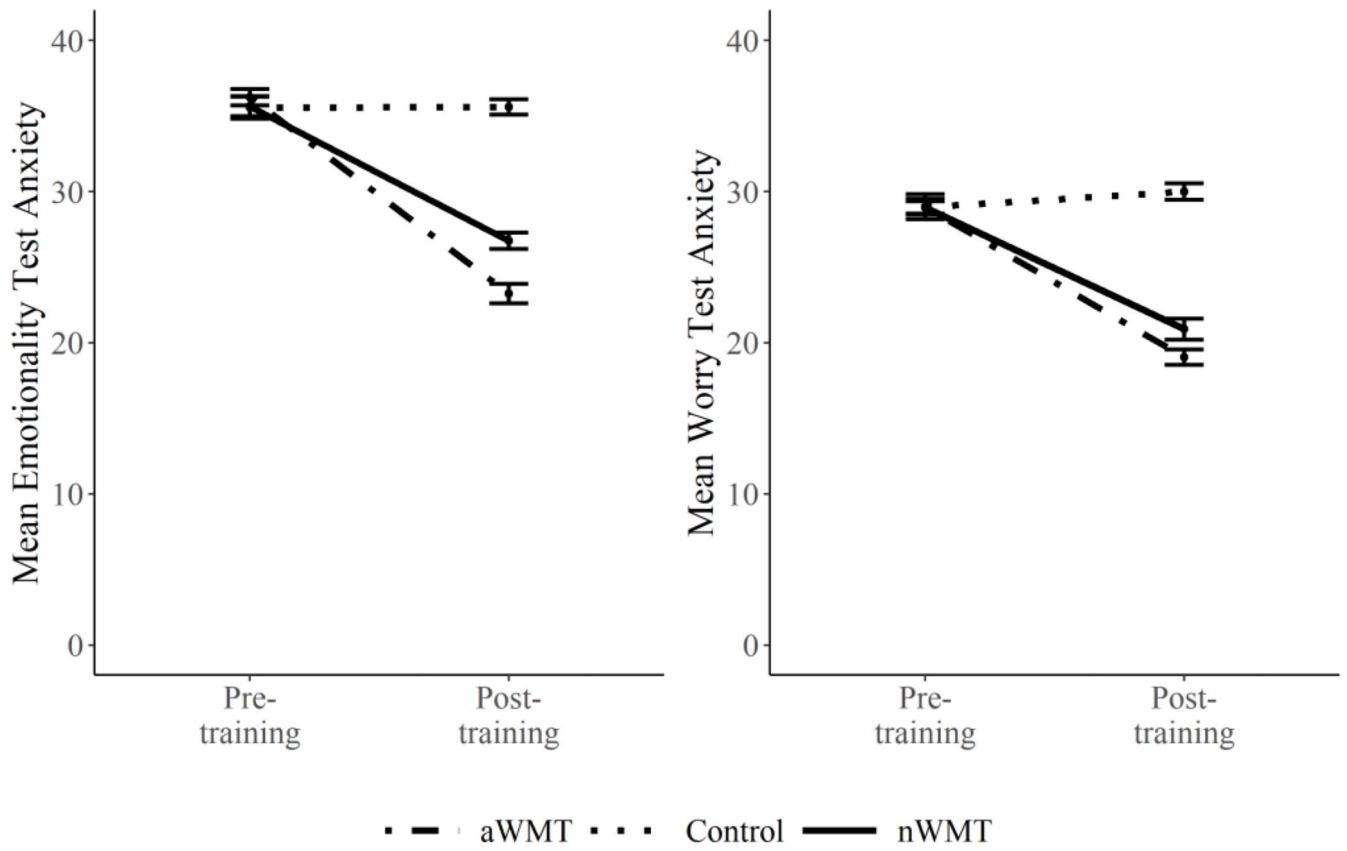 Mean Emotionality Test Anxiety
40
30
20
10
0
Pre-
training
Post-
training
Mean Worry Test Anxiety
40
30
20
10
0
Pre-
training
Post-
training
aWMT Control nWMT